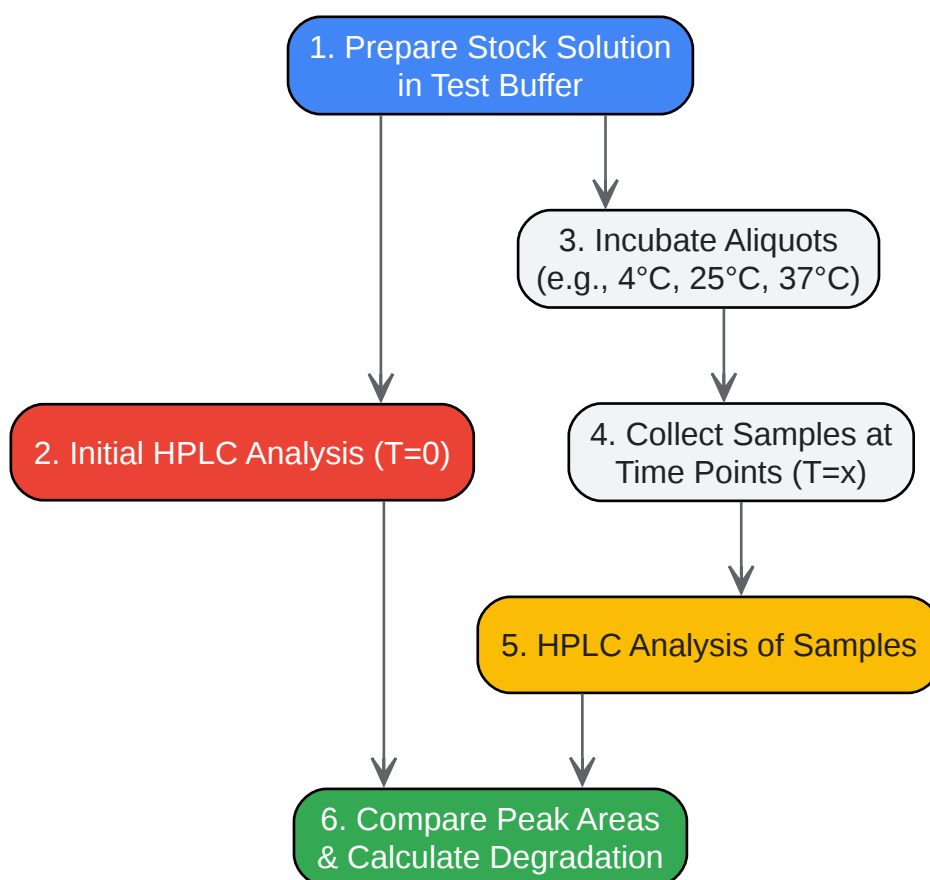 1. Prepare Stock Solution
in Test Buffer
3. Incubate Aliquots
(e.g., 4°C, 25°C, 37°C)
2. Initial HPLC Analysis (T=0)
4. Collect Samples at
Time Points (T=x)
5. HPLC Analysis of Samples
6. Compare Peak Areas
& Calculate Degradation